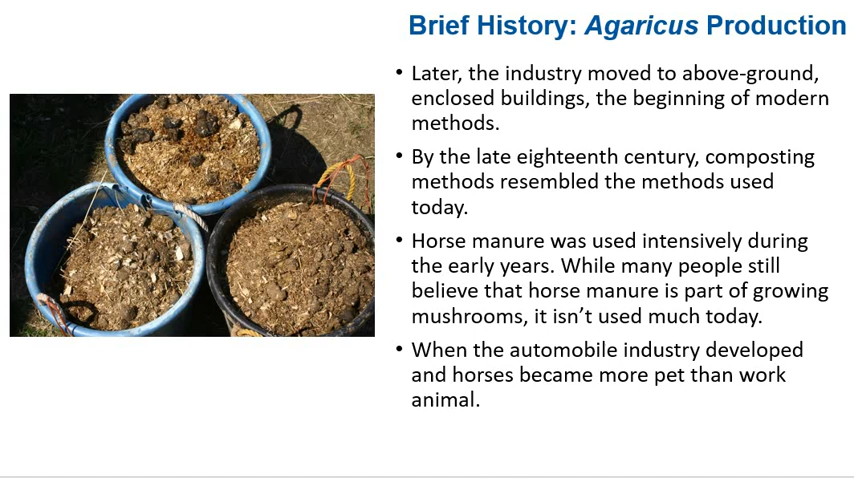 Brief History: Agaricus Production
• Later, the industry moved to above-ground,
enclosed buildings, the beginning of modern
methods.
• By the late eighteenth century, composting
methods resembled the methods used
today.
• Horse manure was used intensively during
the early years. While many people still
believe that horse manure is part of growing
mushrooms, it isn’t used much today.
• When the automobile industry developed
and horses became more pet than work
animal.